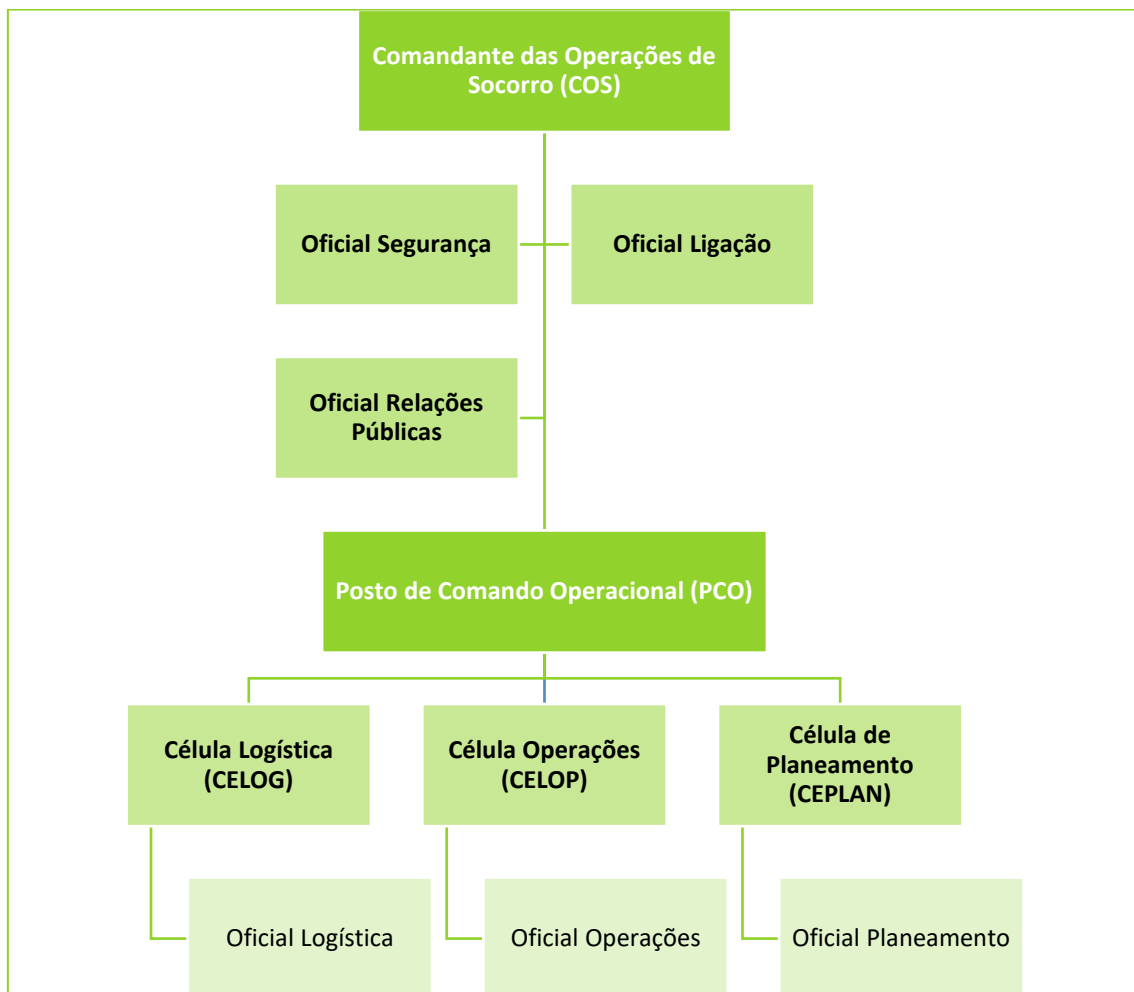 Comandante das Operações de
Socorro (COS)
Oficial Segurança
Oficial Ligação
Oficial Relações
Públicas
Posto de Comando Operacional (PCO)
Célula Logística
(CELOG)
Célula Operações
(CELOP)
Célula de
Planeamento
(CEPLAN)
Oficial Logística
Oficial Operações
Oficial Planeamento